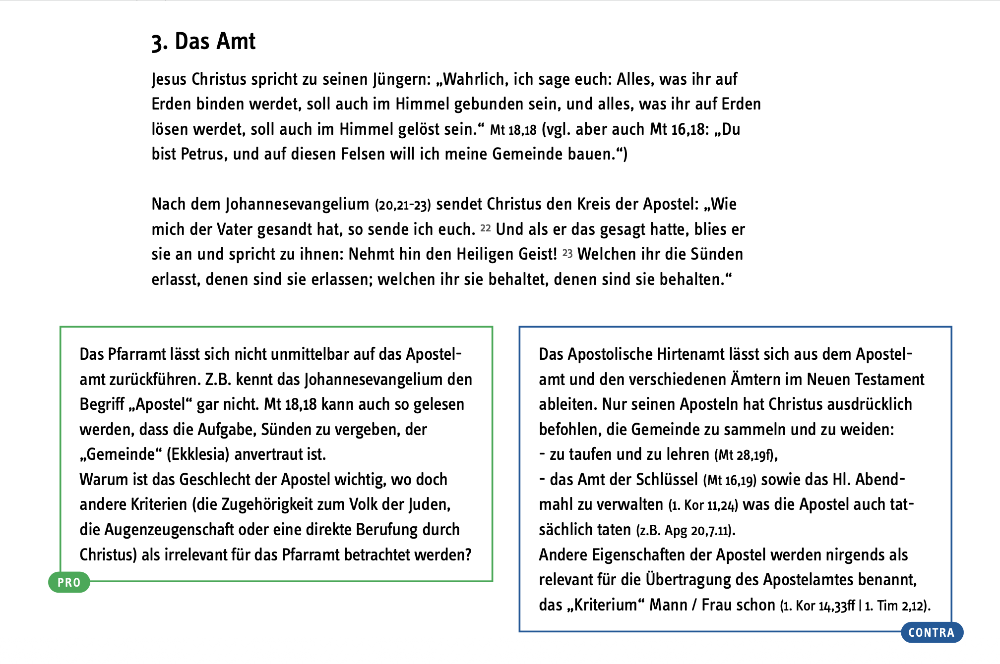 3. Das Amt
Jesus Christus spricht zu seinen Jüngern: „Wahrlich, ich sage euch: Alles, was ihr auf
Erden binden werdet, soll auch im Himmel gebunden sein, und alles, was ihr auf Erden
lösen werdet, soll auch im Himmel gelöst sein.“ Mt 18,18 (vgl. aber auch Mt 16,18: „Du
bist Petrus, und auf diesen Felsen will ich meine Gemeinde bauen.“)
Nach dem Johannesevangelium (20,21-23) sendet Christus den Kreis der Apostel: „Wie
mich der Vater gesandt hat, so sende ich euch. 22 Und als er das gesagt hatte, blies er
sie an und spricht zu ihnen: Nehmt hin den Heiligen Geist! 23 Welchen ihr die Sünden
erlasst, denen sind sie erlassen; welchen ihr sie behaltet, denen sind sie behalten.“
Das Pfarramt lässt sich nicht unmittelbar auf das Apostel-
amt zurückführen. Z.B. kennt das Johannesevangelium den
Begriff „Apostel“ gar nicht. Mt 18,18 kann auch so gelesen
werden, dass die Aufgabe, Sünden zu vergeben, der
„Gemeinde“ (Ekklesia) anvertraut ist.
Warum ist das Geschlecht der Apostel wichtig, wo doch
andere Kriterien (die Zugehörigkeit zum Volk der Juden,
die Augenzeugenschaft oder eine direkte Berufung durch
Christus) als irrelevant für das Pfarramt betrachtet werden?
PRO
Das Apostolische Hirtenamt lässt sich aus dem Apostel-
amt und den verschiedenen Ämtern im Neuen Testament
ableiten. Nur seinen Aposteln hat Christus ausdrücklich
befohlen, die Gemeinde zu sammeln und zu weiden:
- zu taufen und zu lehren (Mt 28,19f),
- das Amt der Schlüssel (Mt 16,19) sowie das Hl. Abend-
mahl zu verwalten (1. Kor 11,24) was die Apostel auch tat-
sächlich taten (z.B. Apg 20,7.11).
Andere Eigenschaften der Apostel werden nirgends als
relevant für die Übertragung des Apostelamtes benannt,
das „Kriterium“ Mann / Frau schon (1. Kor 14,33ff | 1. Tim 2,12).
CONTRA